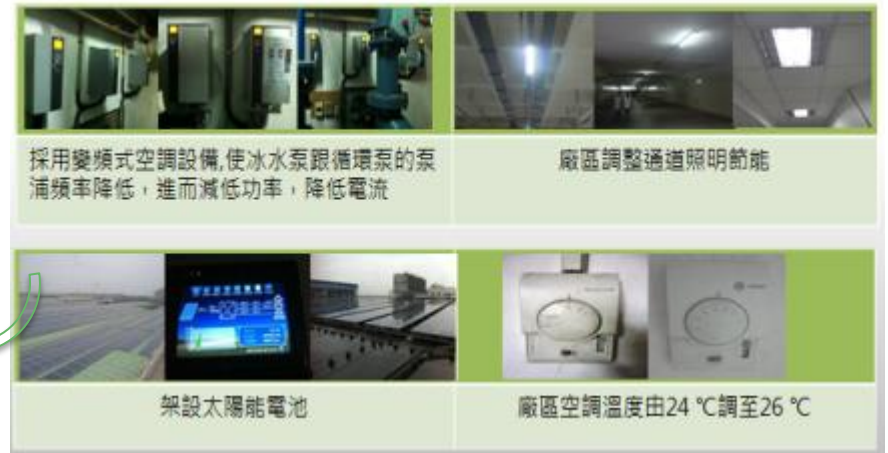 採用變頻式空調設備,使冰水泵跟循環泵的泵
浦頻率降低，進而減低功率，降低電流
廠區調整通道照明節能
架設太陽能電池
廠區空調溫度由24 ℃調至26 ℃